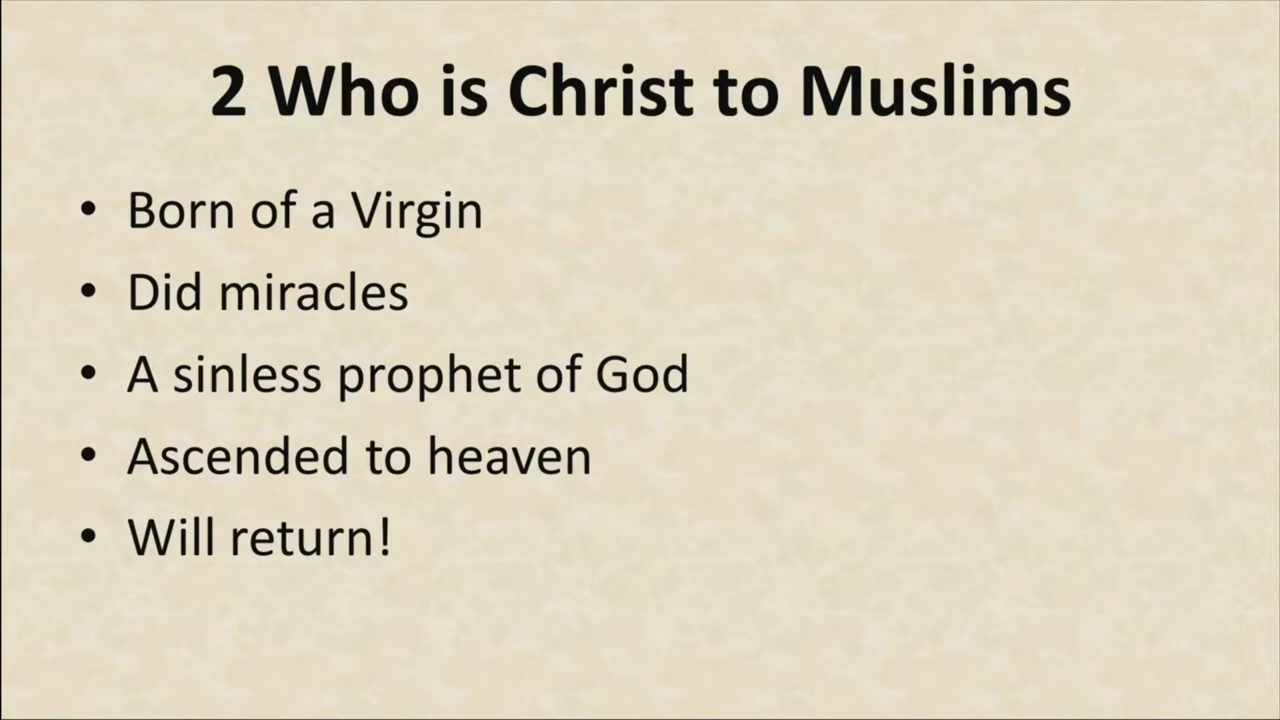 2 Who is Christ to Muslims
• Born of a Virgin
• Did miracles
• A sinless prophet of God
• Ascended to heaven
• Will return!